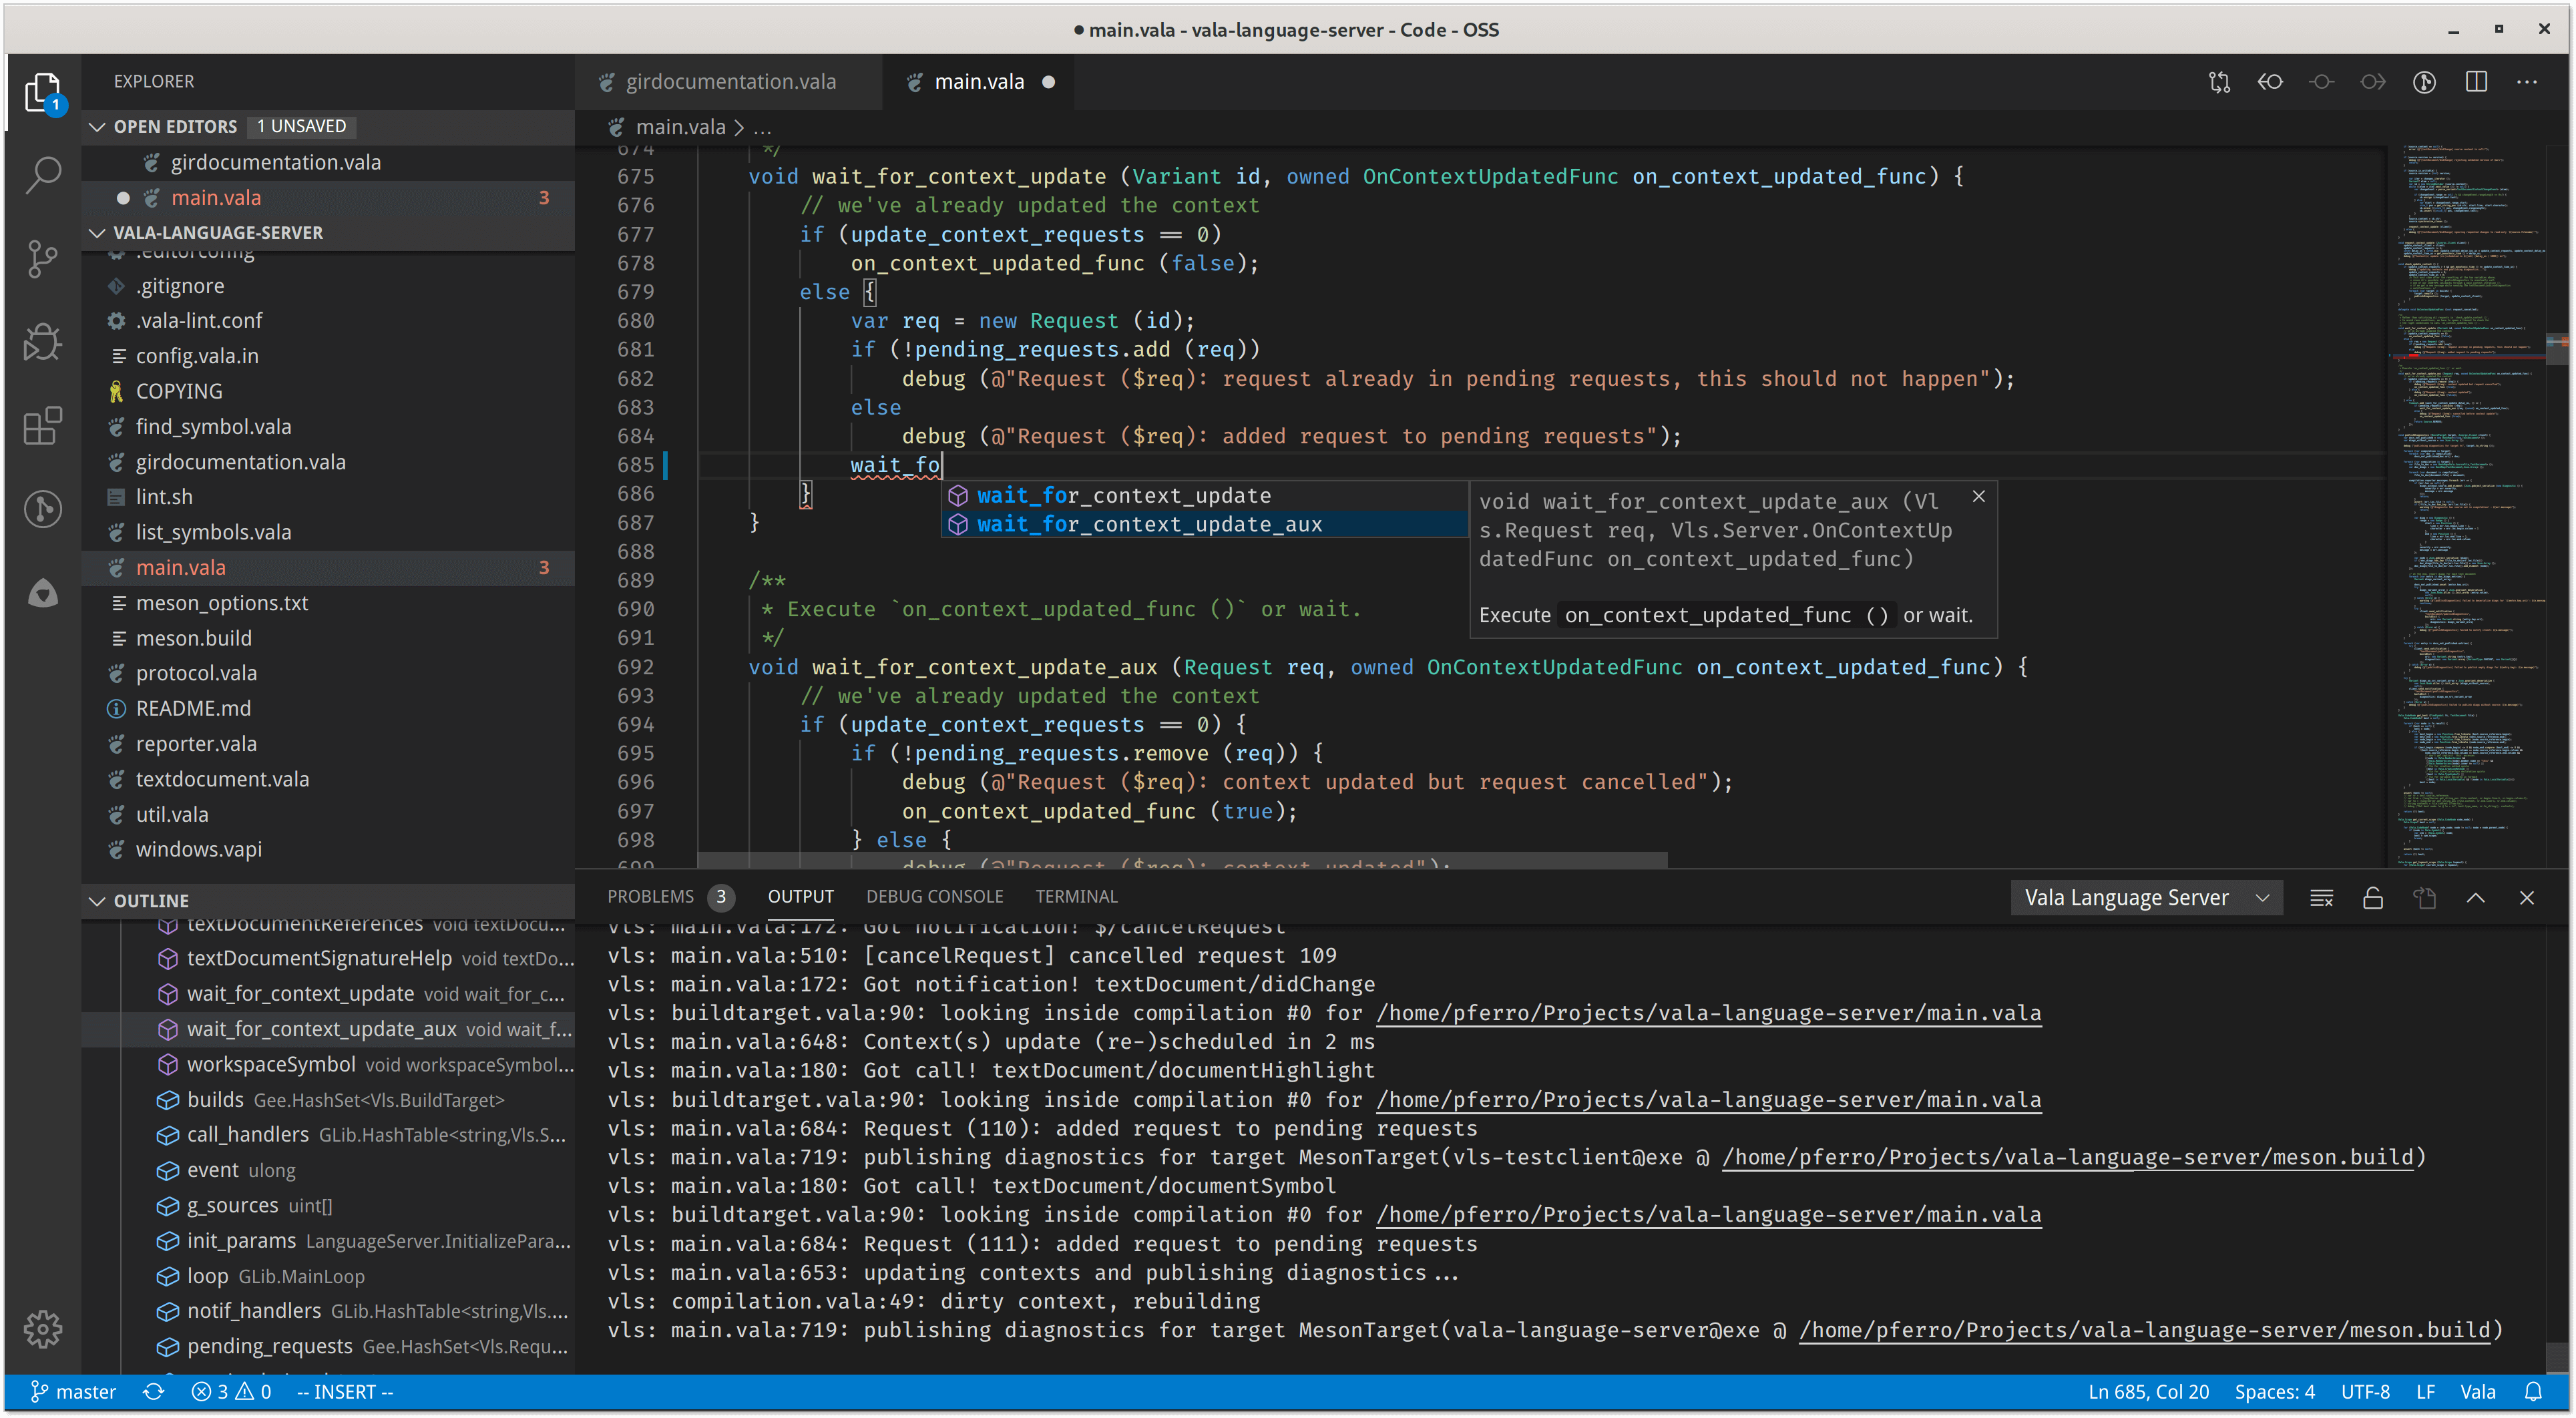 ● main.vala - vala-language-server - Code - OSS
EXPLORER
1
OPEN EDITORS 1 UNSAVED
girdocumentation.vala
main.vala 3
VALA-LANGUAGE-SERVER
.editorconfig
.gitignore
.vala-lint.conf
config.vala.in
COPYING
find_symbol.vala
girdocumentation.vala
lint.sh
list_symbols.vala
main.vala 3
meson_options.txt
meson.build
protocol.vala
README.md
reporter.vala
textdocument.vala
util.vala
windows.vapi
OUTLINE
textDocumentReferences void textDocu...
textDocumentSignatureHelp void textDo...
wait_for_context_update void wait_for_c...
wait_for_context_update_aux void wait_f...
workspaceSymbol void workspaceSymbol...
builds Gee.HashSet<Vls.BuildTarget>
call_handlers GLib.HashTable<string,Vls.S...
event ulong
g_sources uint[]
init_params LanguageServer.InitializePara...
loop GLib.MainLoop
notif_handlers GLib.HashTable<string,Vls....
pending_requests Gee.HashSet<Vls.Requ...
girdocumentation.vala main.vala ●
main.vala > ...
674 */
675 void wait_for_context_update (Variant id, owned OnContextUpdatedFunc on_context_updated_func) {
676 // we've already updated the context
677 if (update_context_requests == 0)
678 on_context_updated_func (false);
679 else {
680 var req = new Request (id);
681 if (!pending_requests.add (req))
682 debug (@"Request ($req): request already in pending requests, this should not happen");
683 else
684 debug (@"Request ($req): added request to pending requests");
685 wait_fo
686 }
687 }
688
689 /**
690 * Execute `on_context_updated_func ()` or wait.
691 */
692 void wait_for_context_update_aux (Request req, owned OnContextUpdatedFunc on_context_updated_func) {
693 // we've already updated the context
694 if (update_context_requests == 0) {
695 if (!pending_requests.remove (req)) {
696 debug (@"Request ($req): context updated but request cancelled");
697 on_context_updated_func (true);
698 } else {
699 debug (@"Request ($req): context updated");
wait_for_context_update
wait_for_context_update_aux
void wait_for_context_update_aux (Vl
s.Request req, Vls.Server.OnContextUp
datedFunc on_context_updated_func)
Execute on_context_updated_func () or wait.
PROBLEMS 3 OUTPUT DEBUG CONSOLE TERMINAL Vala Language Server
vls: main.vala:172: Got notification! $/cancelRequest
vls: main.vala:510: [cancelRequest] cancelled request 109
vls: main.vala:172: Got notification! textDocument/didChange
vls: buildtarget.vala:90: looking inside compilation #0 for /home/pferro/Projects/vala-language-server/main.vala
vls: main.vala:648: Context(s) update (re-)scheduled in 2 ms
vls: main.vala:180: Got call! textDocument/documentHighlight
vls: buildtarget.vala:90: looking inside compilation #0 for /home/pferro/Projects/vala-language-server/main.vala
vls: main.vala:684: Request (110): added request to pending requests
vls: main.vala:719: publishing diagnostics for target MesonTarget(vls-testclient@exe @ /home/pferro/Projects/vala-language-server/meson.build)
vls: main.vala:180: Got call! textDocument/documentSymbol
vls: buildtarget.vala:90: looking inside compilation #0 for /home/pferro/Projects/vala-language-server/main.vala
vls: main.vala:684: Request (111): added request to pending requests
vls: main.vala:653: updating contexts and publishing diagnostics...
vls: compilation.vala:49: dirty context, rebuilding
vls: main.vala:719: publishing diagnostics for target MesonTarget(vala-language-server@exe @ /home/pferro/Projects/vala-language-server/meson.build)
master 3 0 -- INSERT -- Ln 685, Col 20 Spaces: 4 UTF-8 LF Vala